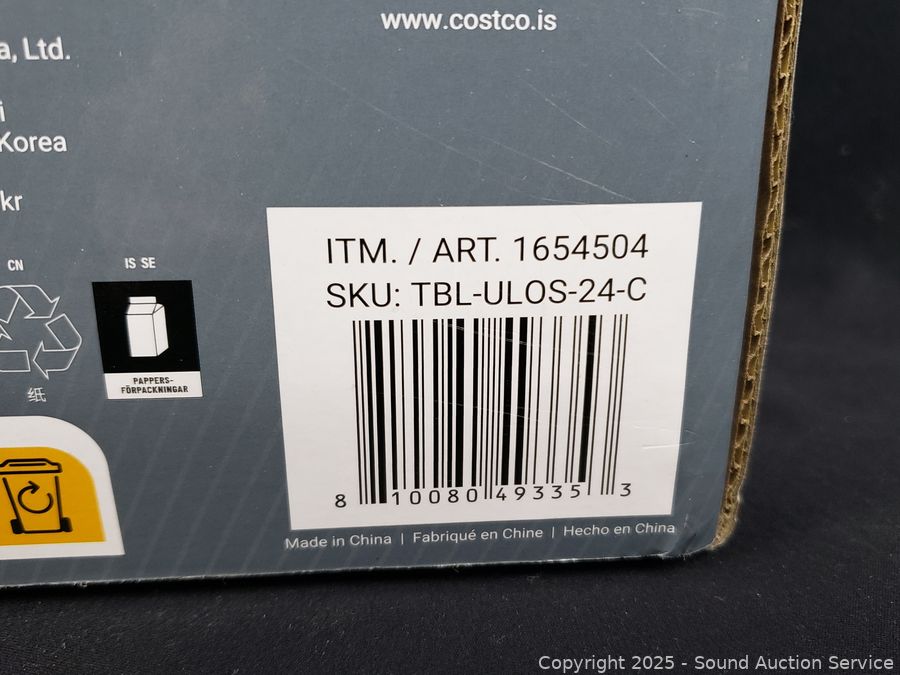 www.costco.is
a, Ltd.
i
Korea
kr
CN
IS SE
PAPPERS-
FÖRPACKNINGAR
纸
ITM. / ART. 1654504
SKU: TBL-ULOS-24-C
8 10080 49335 3
Made in China | Fabriqué en Chine | Hecho en China
Copyright 2025 - Sound Auction Service